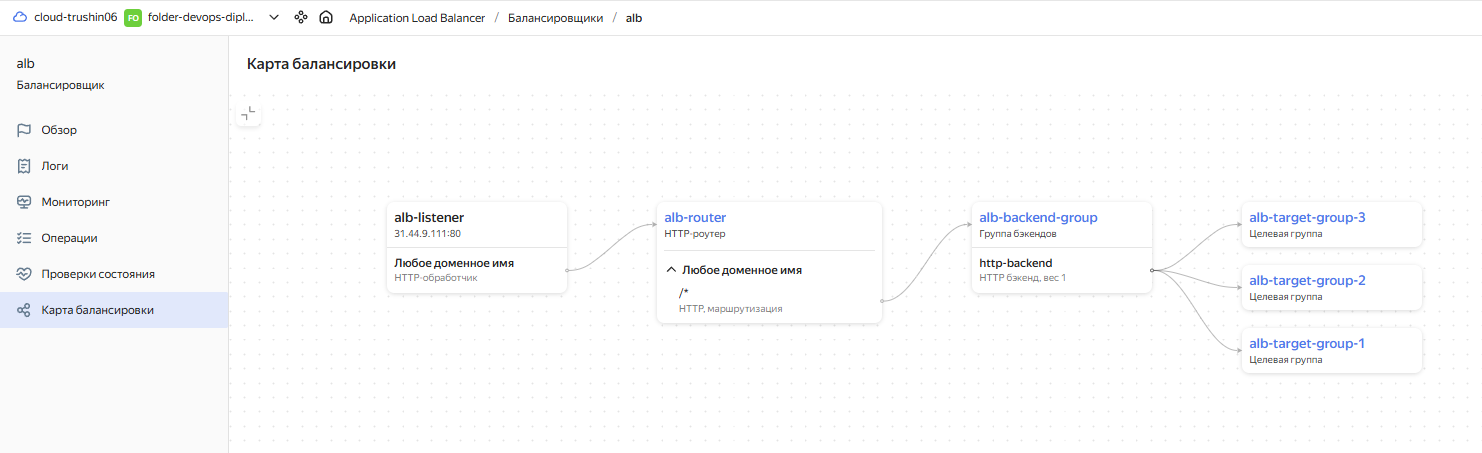 cloud-trushin06 FO folder-devops-dipl... Application Load Balancer / Балансировщики / alb
alb
Балансировщик
Обзор
Логи
Мониторинг
Операции
Проверки состояния
Карта балансировки
Карта балансировки
alb-listener
31.44.9.111:80
Любое доменное имя
HTTP-обработчик
alb-router
HTTP-роутер
Любое доменное имя
/*
HTTP, маршрутизация
alb-backend-group
Группа бэкендов
http-backend
HTTP бэкенд, вес 1
alb-target-group-3
Целевая группа
alb-target-group-2
Целевая группа
alb-target-group-1
Целевая группа